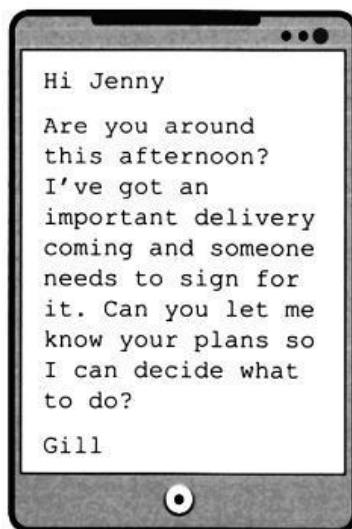 Hi Jenny
Are you around
this afternoon?
I've got an
important delivery
coming and someone
needs to sign for
it. Can you let me
know your plans so
I can decide what
to do?
Gill